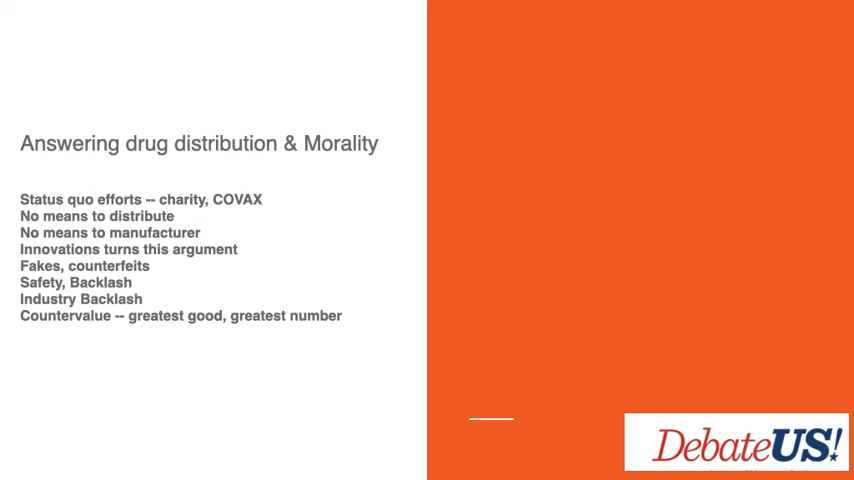 Answering drug distribution & Morality
Status quo efforts -- charity, COVAX
No means to distribute
No means to manufacturer
Innovations turns this argument
Fakes, counterfeits
Safety, Backlash
Industry Backlash
Countervalue -- greatest good, greatest number
DebateUS!